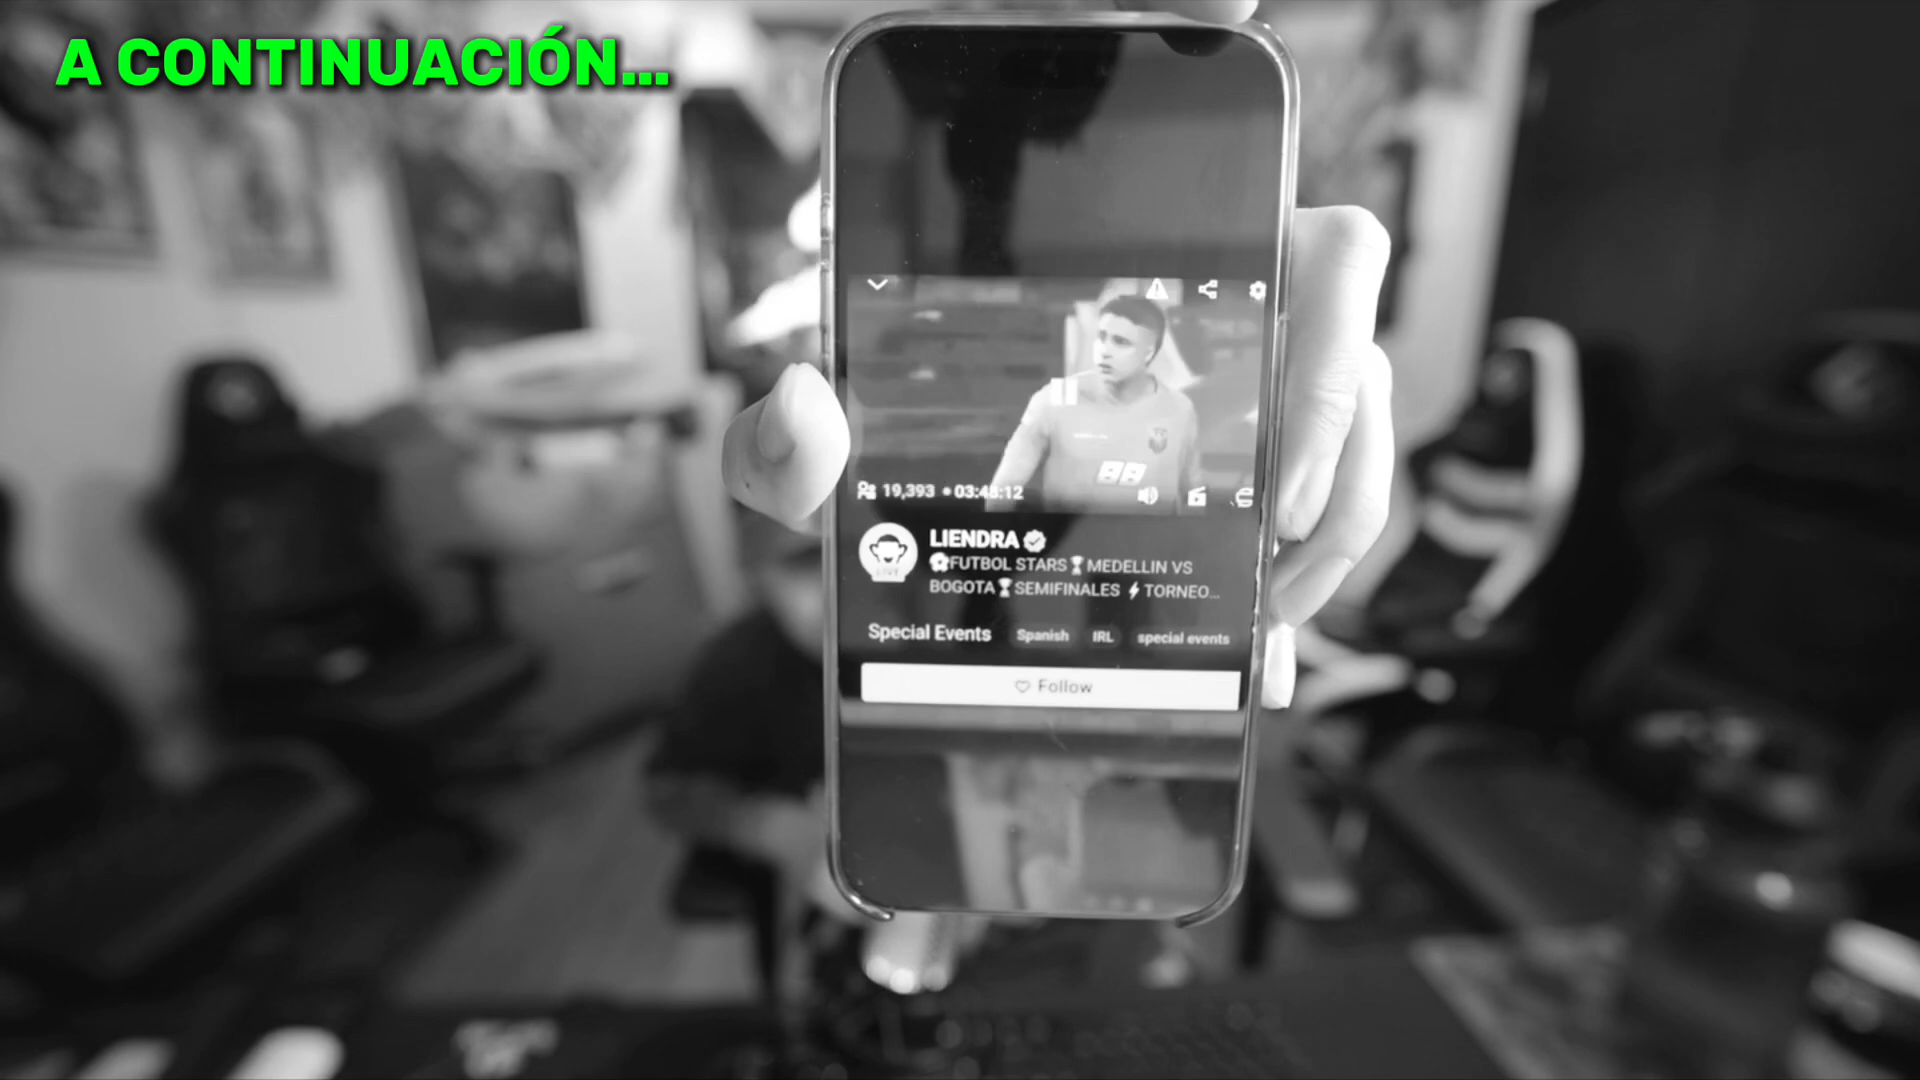 A CONTINUACIÓN...
19,393 • 03:48:12
LIVE
LIENDRA
FUTBOL STARS MEDELLIN VS
BOGOTA SEMIFINALES TORNEO...
Special Events Spanish IRL special events
Follow